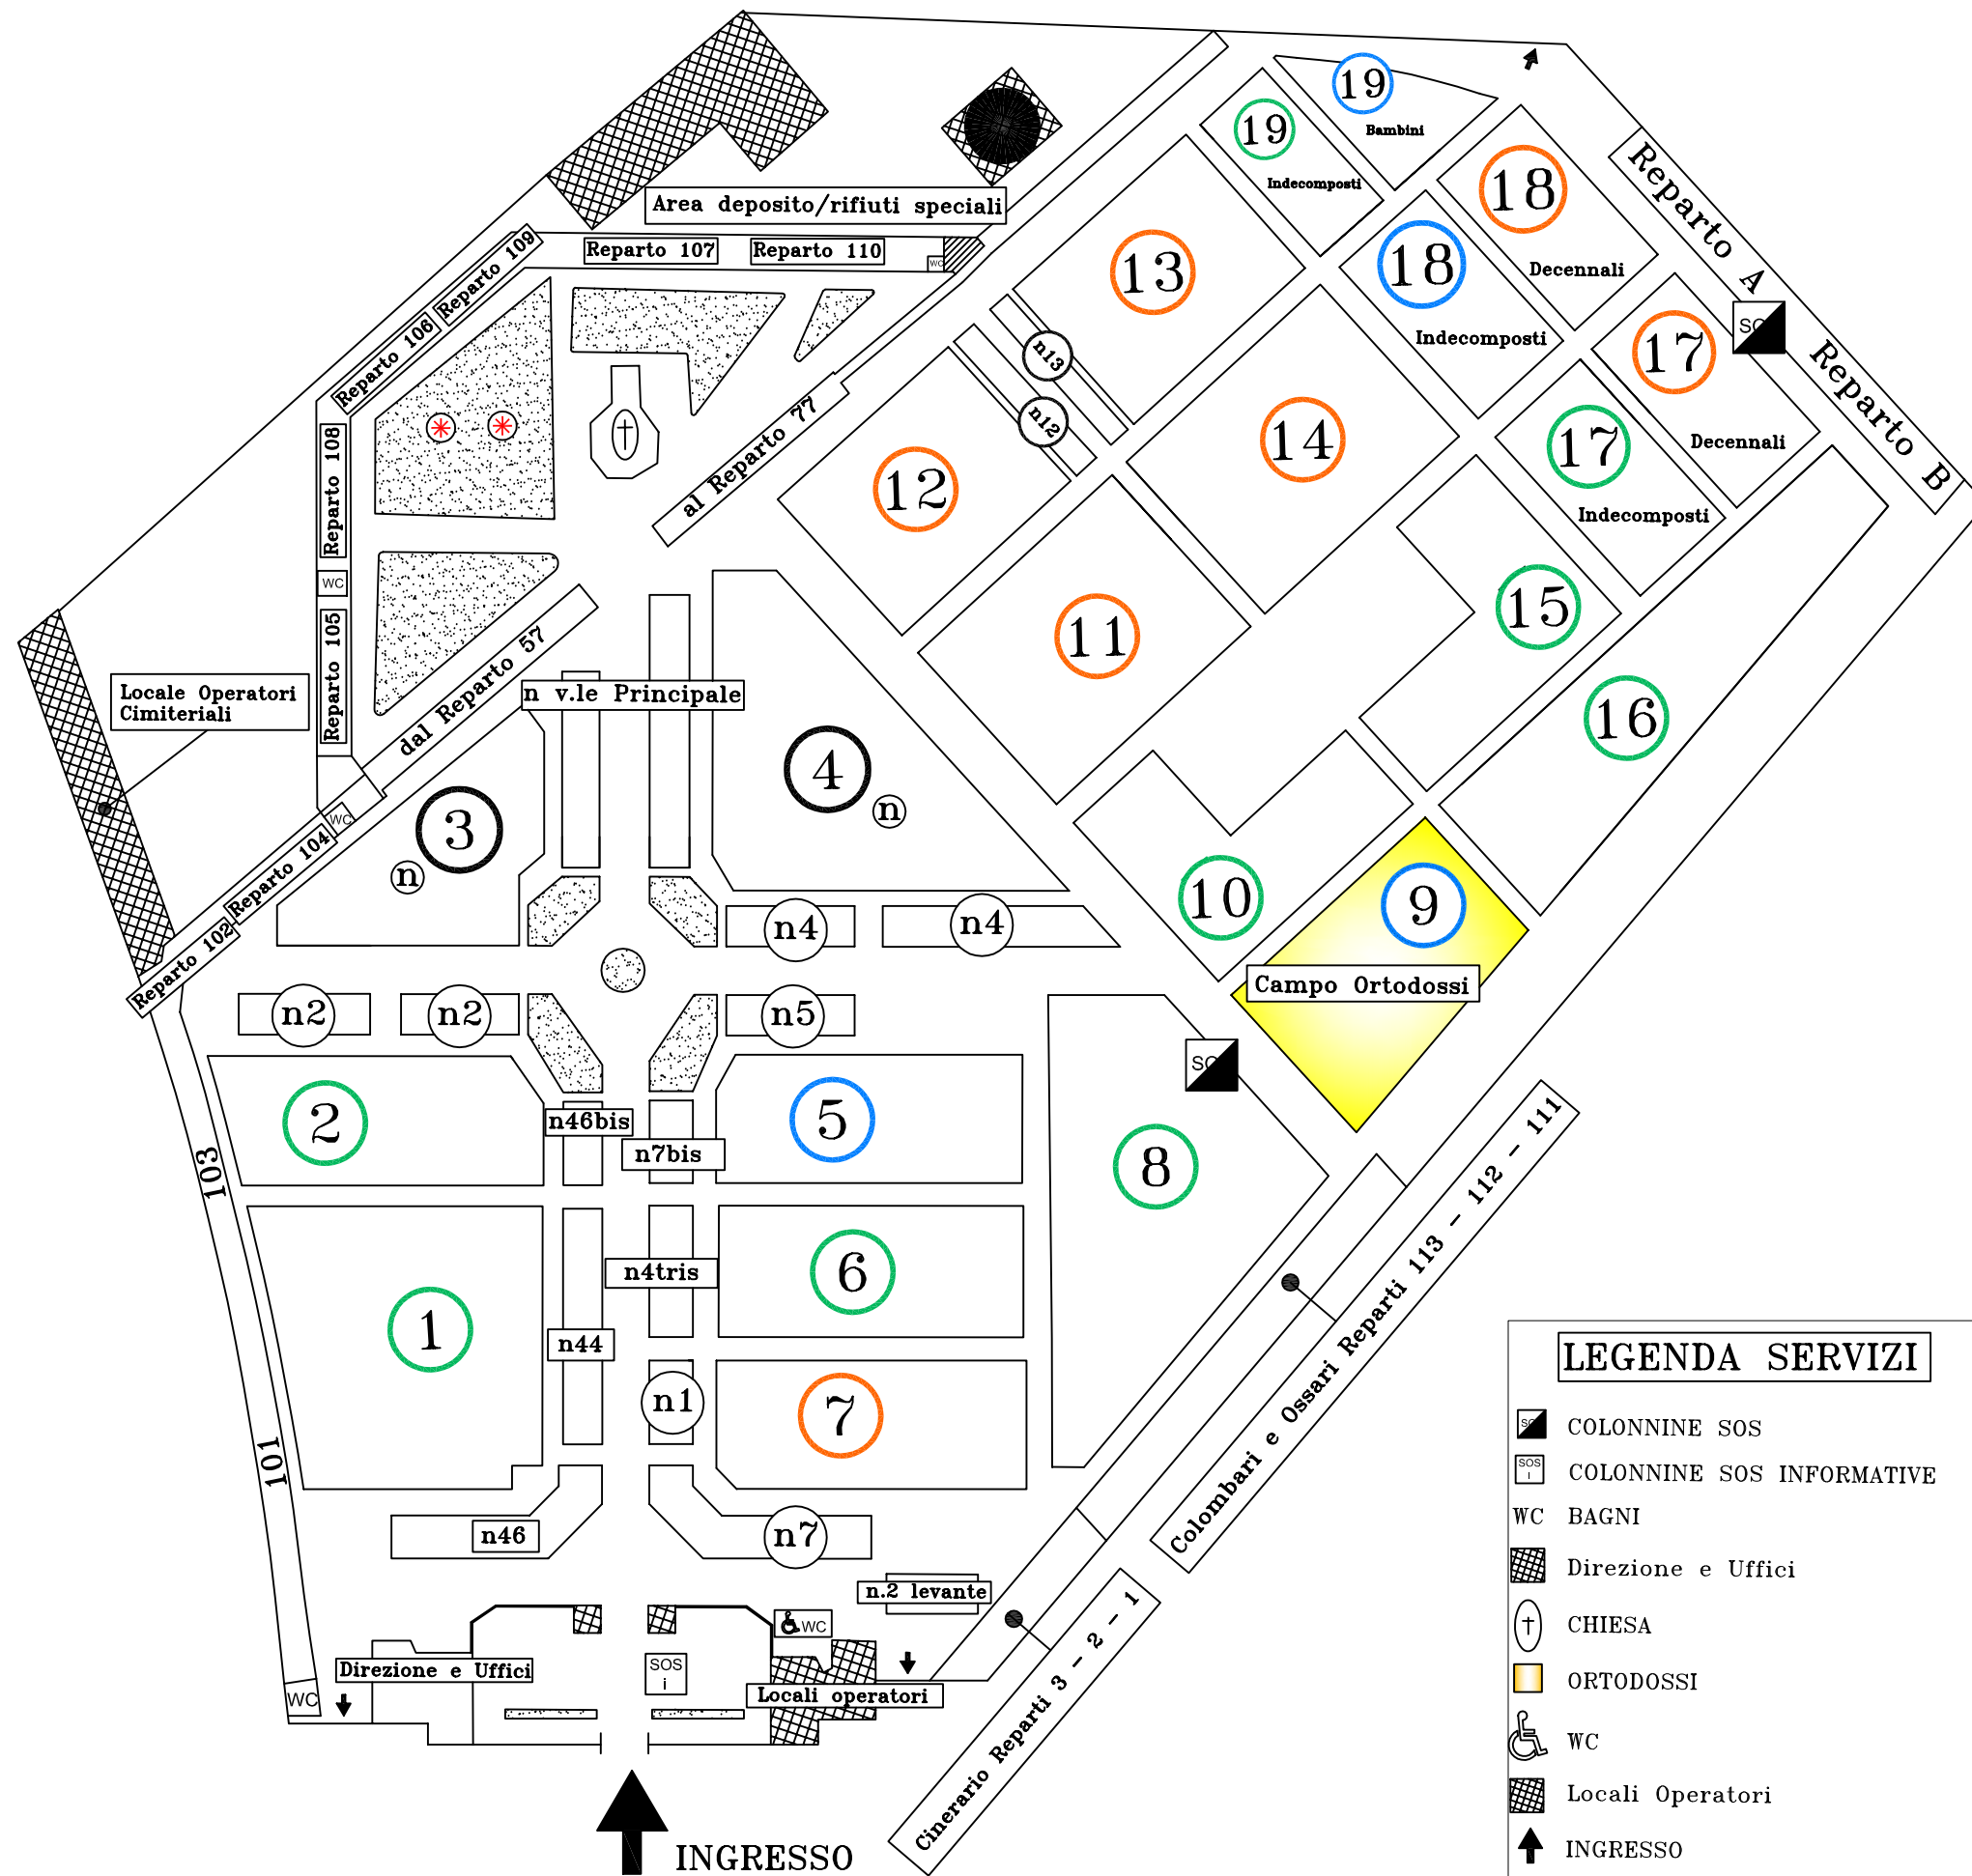 19
Bambini
19
Indecomposti
18
Decennali
Reparto A
Area deposito/rifiuti speciali
Reparto 109
Reparto 107
Reparto 110
WC
13
18
Indecomposti
17
Decennali
Reparto B
Reparto 106
n13
n12
Reparto 108
al Reparto 77
12
14
17
Indecomposti
WC
15
Reparto 105
dal Reparto 57
11
Locale Operatori
Cimiteriali
n v.le Principale
16
4
n
3
n
WC
Reparto 104
Reparto 102
10
9
n4
n4
Campo Ortodossi
n2
n2
n5
2
n46bis
5
n7bis
103
8
Colombari e Ossari Reparti 113 - 112 - 111
n4tris
6
1
n44
n1
7
101
n46
n7
n.2 levante
WC
Direzione e Uffici
SOS
i
Locali operatori
WC
Cinerario Reparti 3 - 2 - 1
INGRESSO
LEGENDA SERVIZI
COLONNINE SOS
SOS
i
COLONNINE SOS INFORMATIVE
WC BAGNI
Direzione e Uffici
CHIESA
ORTODOSSI
WC
Locali Operatori
INGRESSO